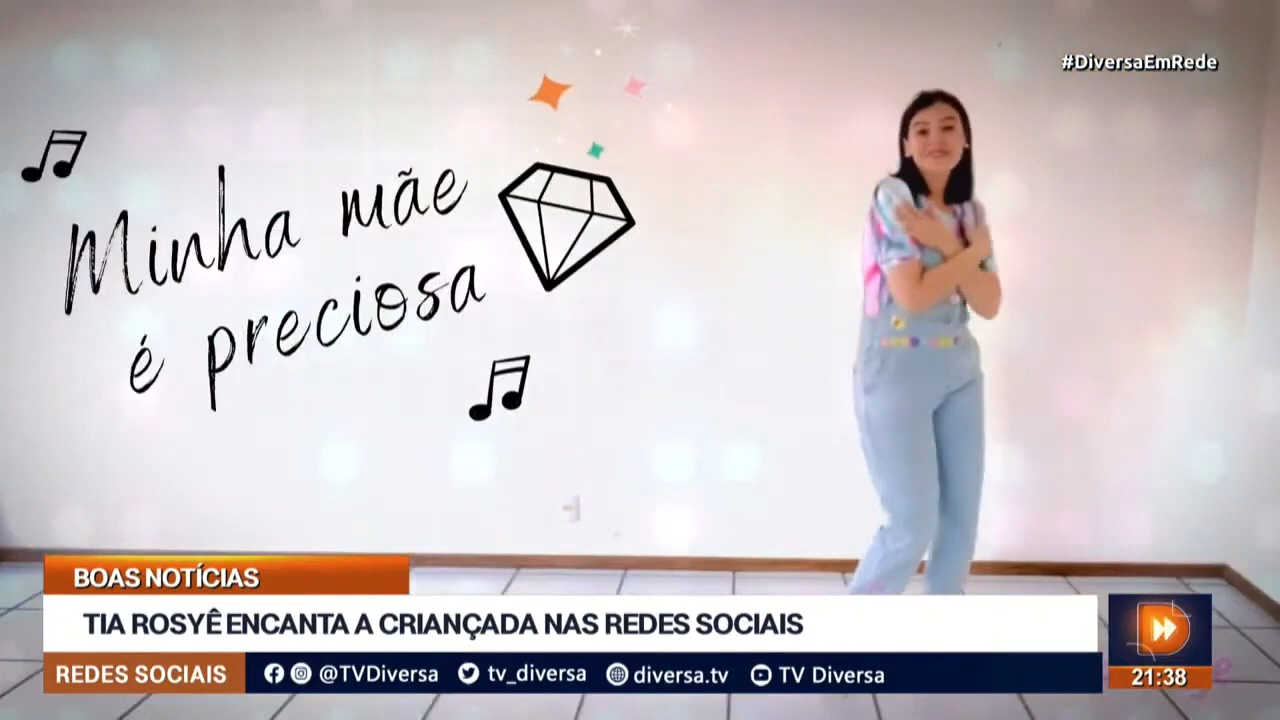 #DiversaEmRede
Minha mãe
é preciosa
BOAS NOTÍCIAS
TIA ROSYÊ ENCANTA A CRIANÇADA NAS REDES SOCIAIS
REDES SOCIAIS @TVDiversa tv_diversa diversa.tv TV Diversa
21:38